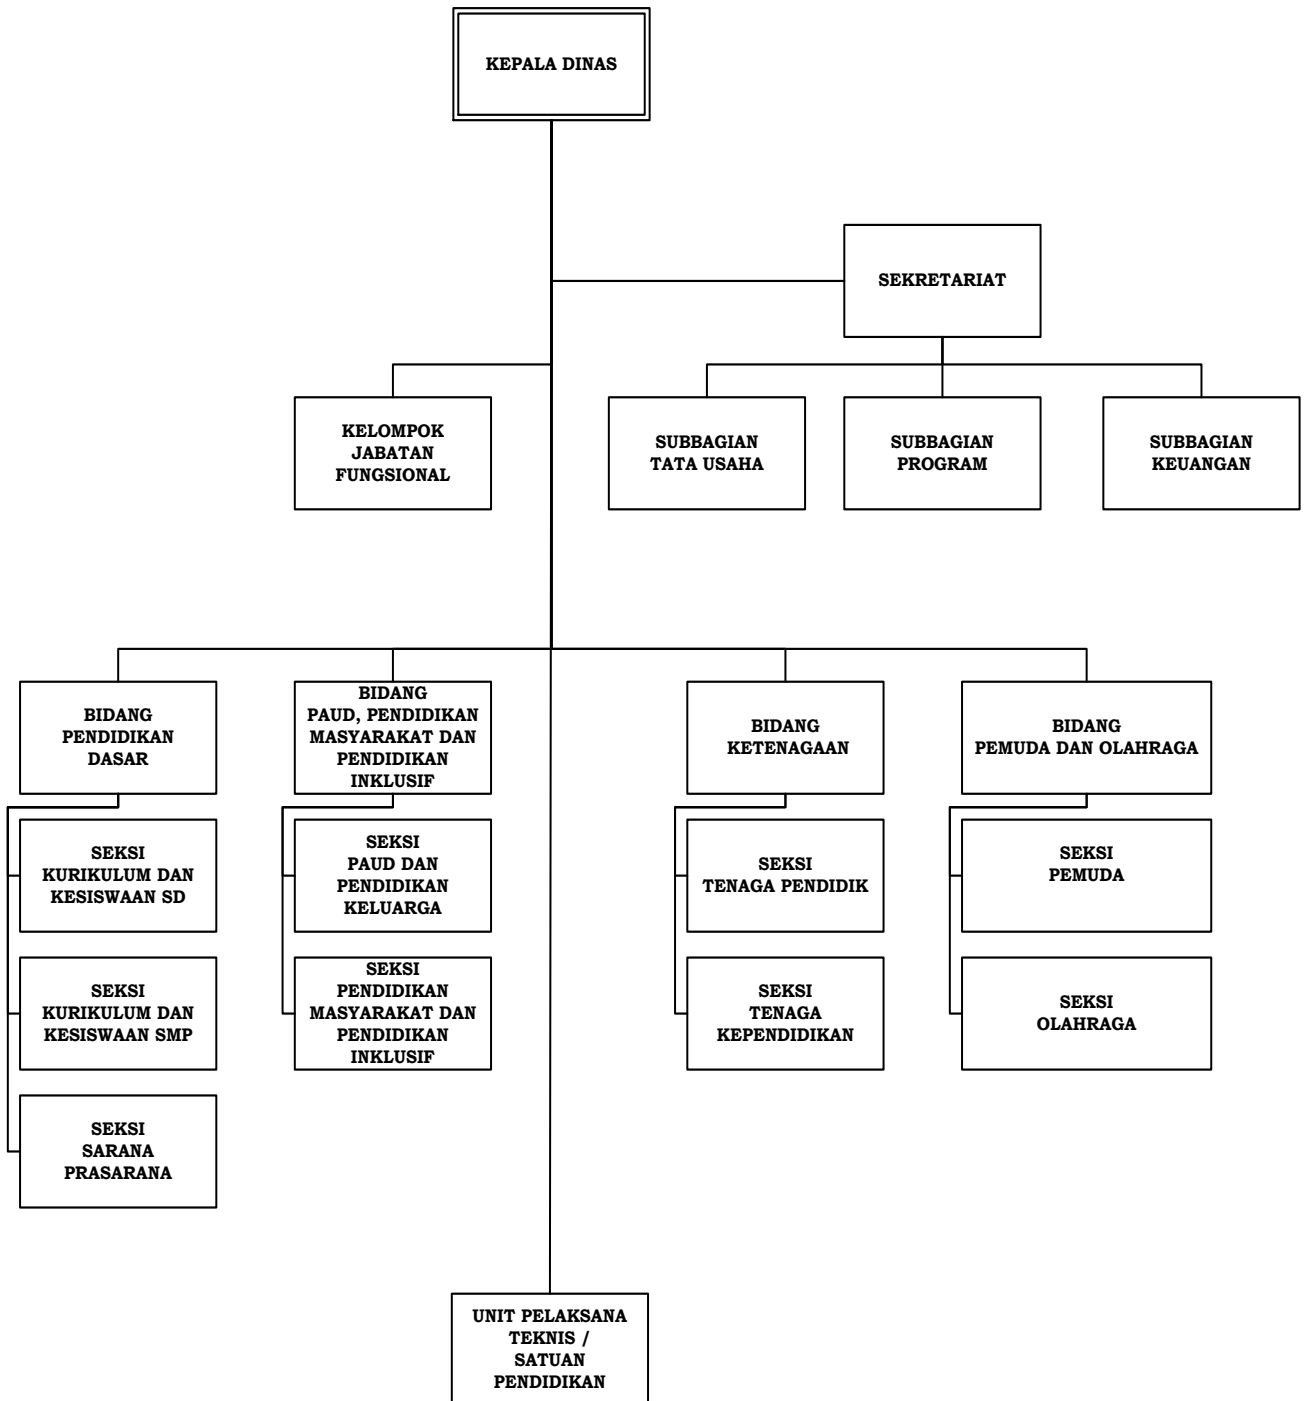 KEPALA DINAS
SEKRETARIAT
KELOMPOK
JABATAN
FUNGSIONAL
SUBBAGIAN
TATA USAHA
SUBBAGIAN
PROGRAM
SUBBAGIAN
KEUANGAN
BIDANG
PENDIDIKAN
DASAR
BIDANG
PAUD, PENDIDIKAN
MASYARAKAT DAN
PENDIDIKAN
INKLUSIF
BIDANG
KETENAGAAN
BIDANG
PEMUDA DAN OLAHRAGA
SEKSI
KURIKULUM DAN
KESISWAAN SD
SEKSI
PAUD DAN
PENDIDIKAN
KELUARGA
SEKSI
TENAGA PENDIDIK
SEKSI
PEMUDA
SEKSI
KURIKULUM DAN
KESISWAAN SMP
SEKSI
PENDIDIKAN
MASYARAKAT DAN
PENDIDIKAN
INKLUSIF
SEKSI
TENAGA
KEPENDIDIKAN
SEKSI
OLAHRAGA
SEKSI
SARANA
PRASARANA
UNIT PELAKSANA
TEKNIS /
SATUAN
PENDIDIKAN